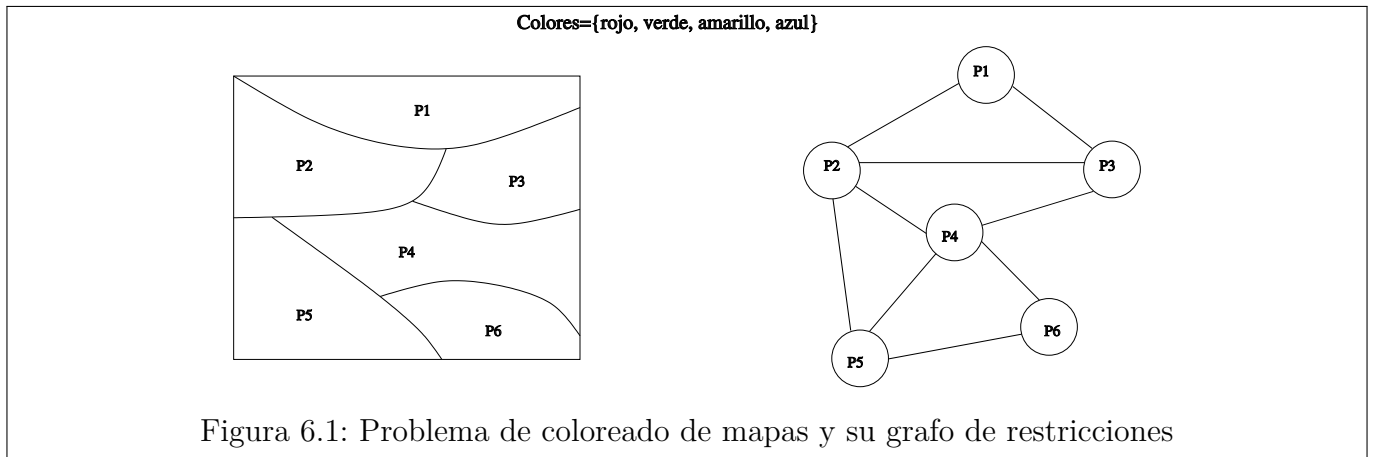 Colores={rojo, verde, amarillo, azul}
P1
P2
P3
P4
P5
P6
P1
P2
P3
P4
P5
P6
Figura 6.1: Problema de coloreado de mapas y su grafo de restricciones